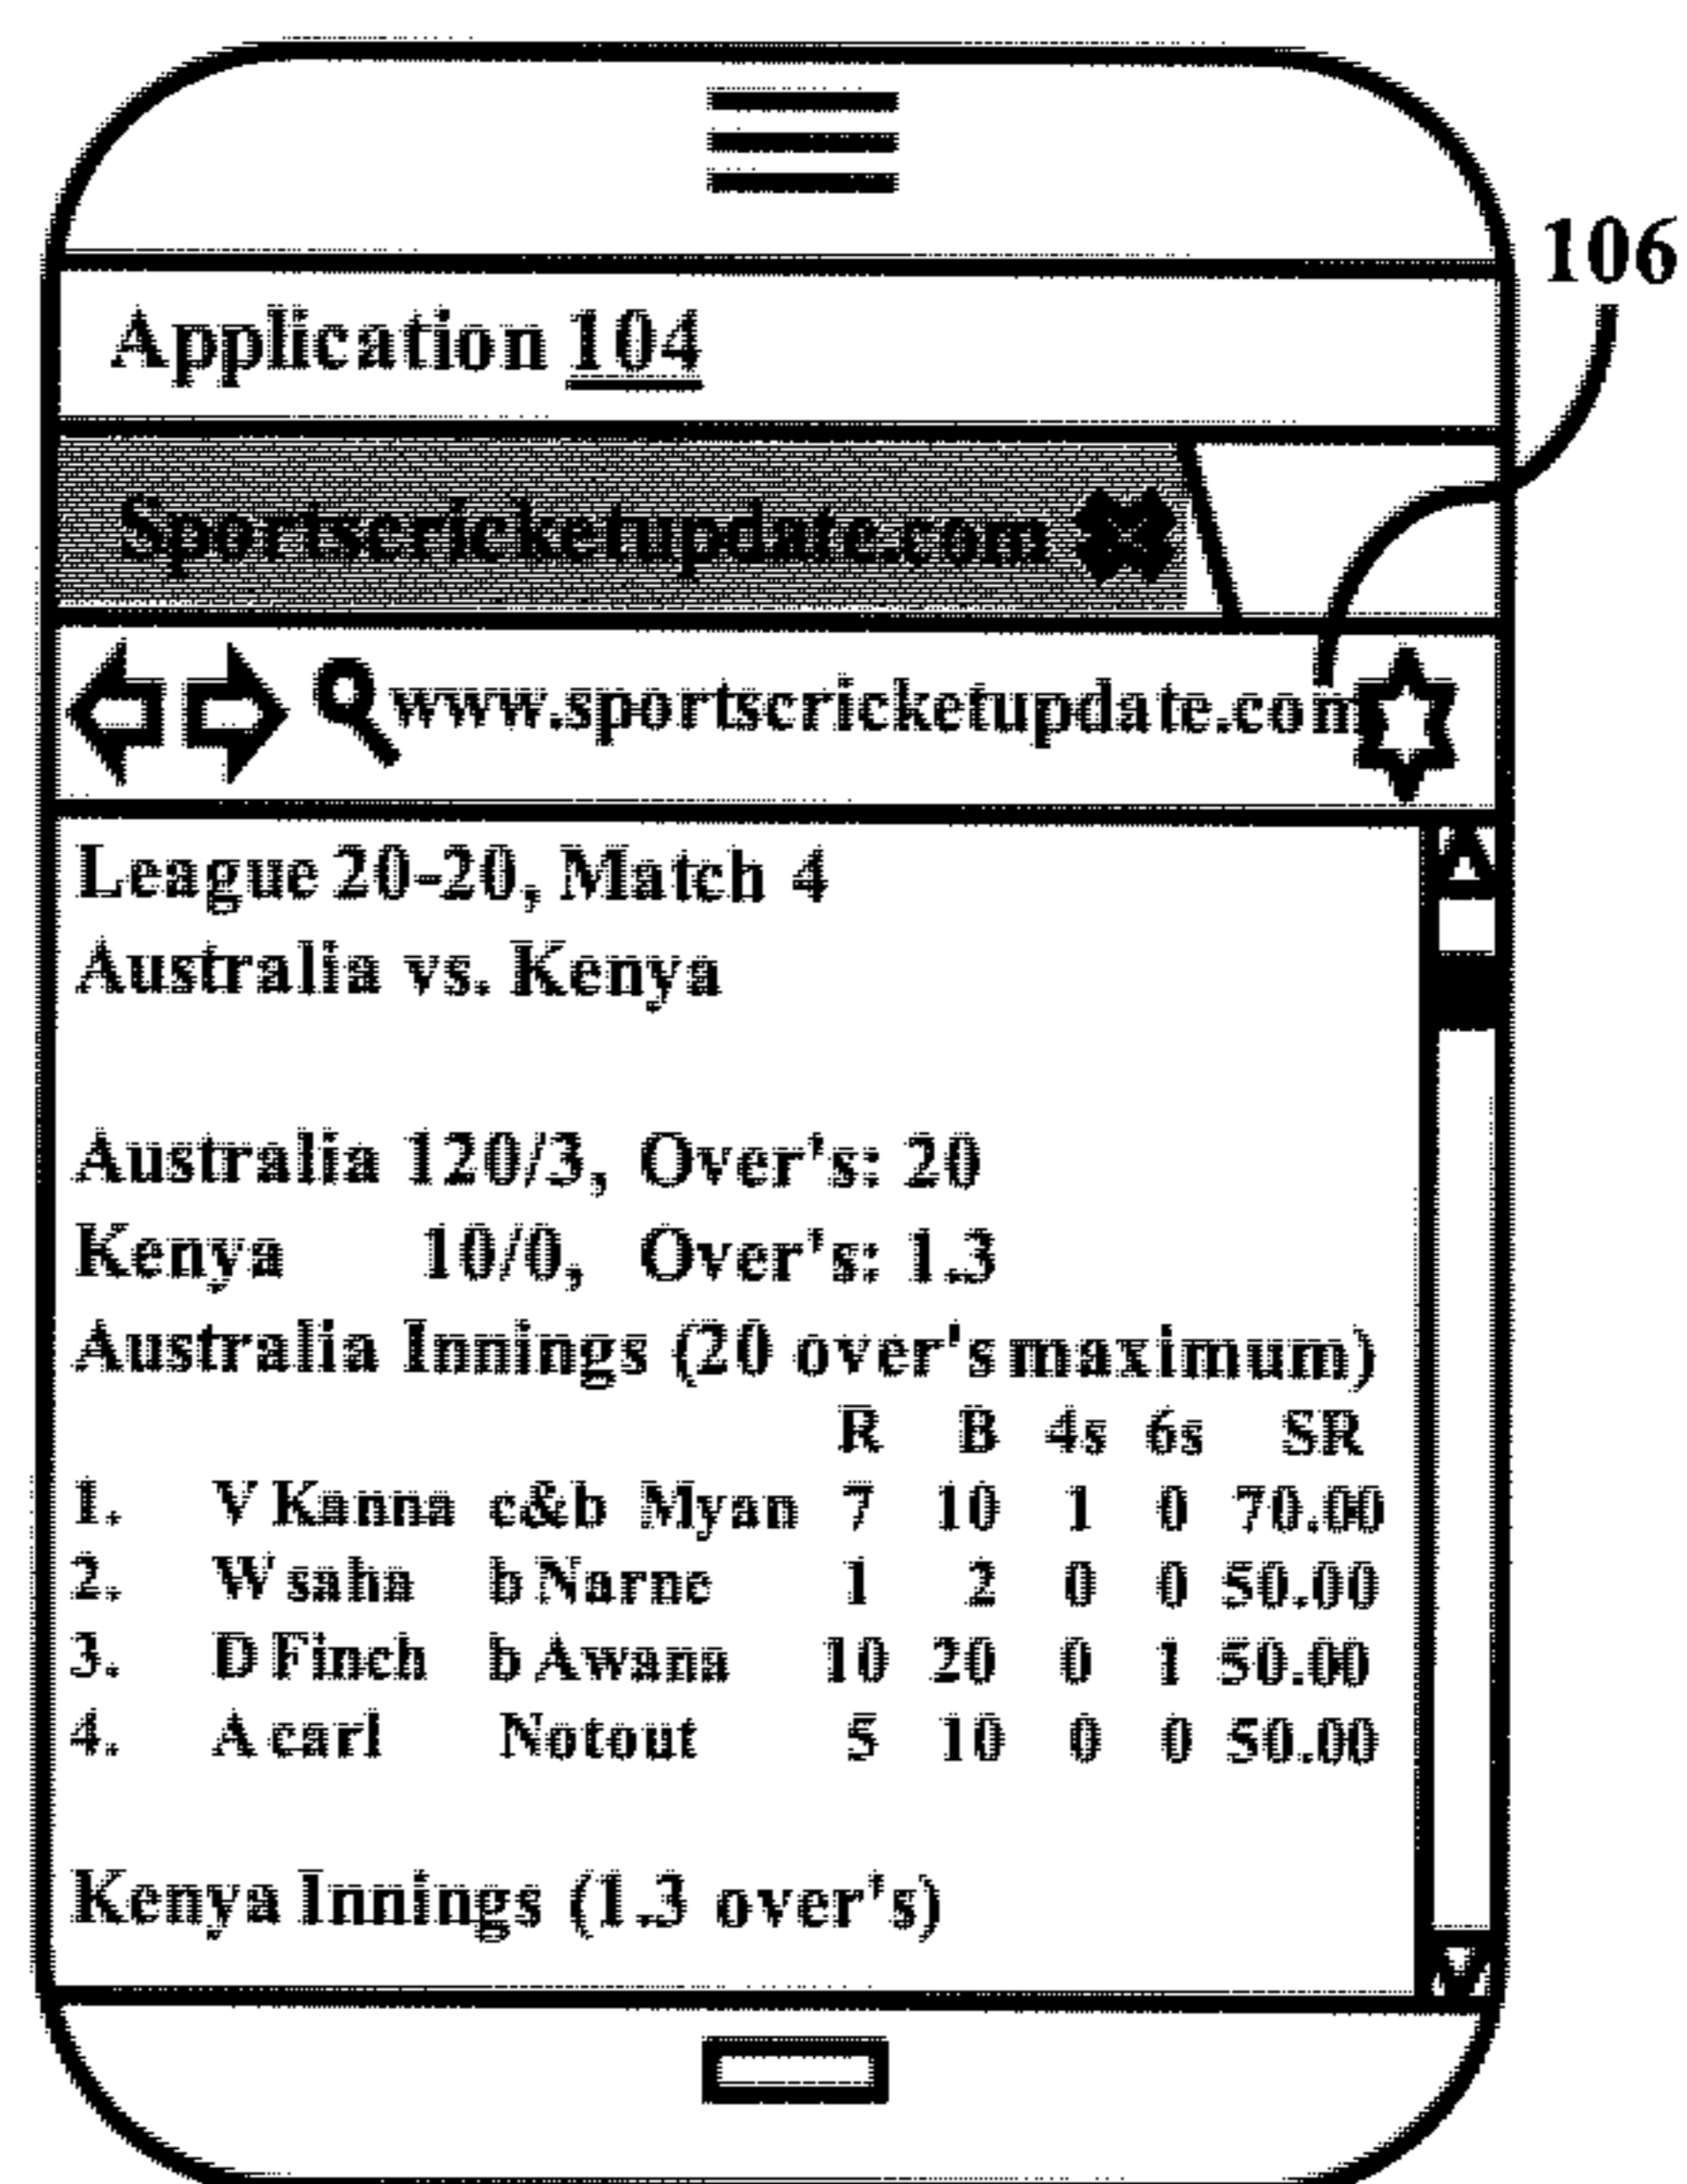 106
Application 104
Sportscricketupdate.com
www.sportscricketupdate.com
League 20-20, Match 4
Australia vs. Kenya
Australia 120/3, Over's: 20
Kenya 10/0, Over's: 1.3
Australia Innings (20 over's maximum)
R B 4s 6s SR
1. V Kanna c&b Myan 7 10 1 0 70.00
2. W saha b Narne 1 2 0 0 50.00
3. D Finch b Awana 10 20 0 1 50.00
4. A carl Notout 5 10 0 0 50.00
Kenya Innings (1.3 over's)